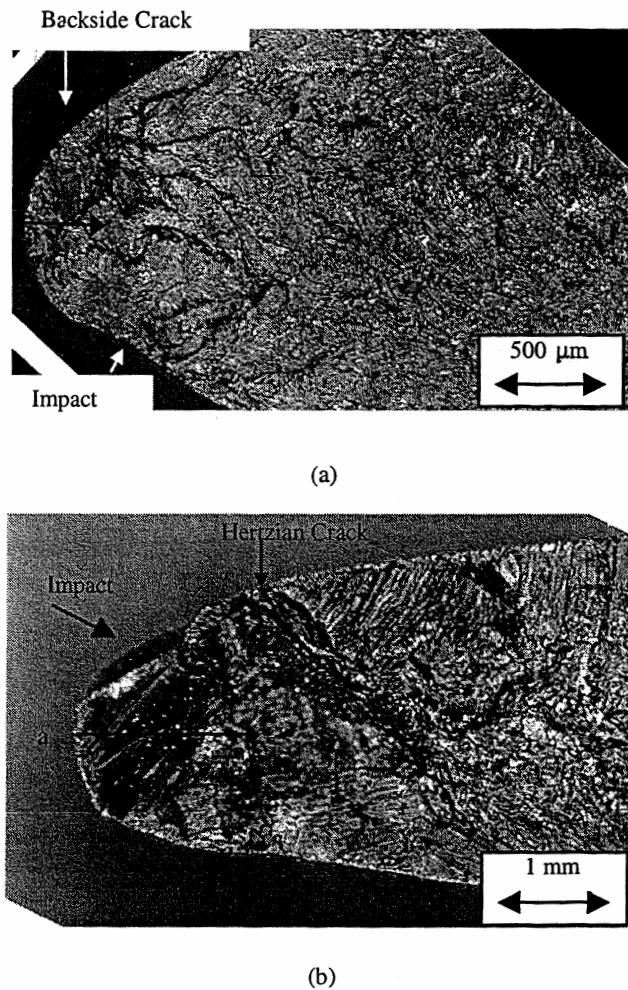 Backside Crack
Impact
500 μm
(a)
Hertzian Crack
Impact
a
1 mm
(b)